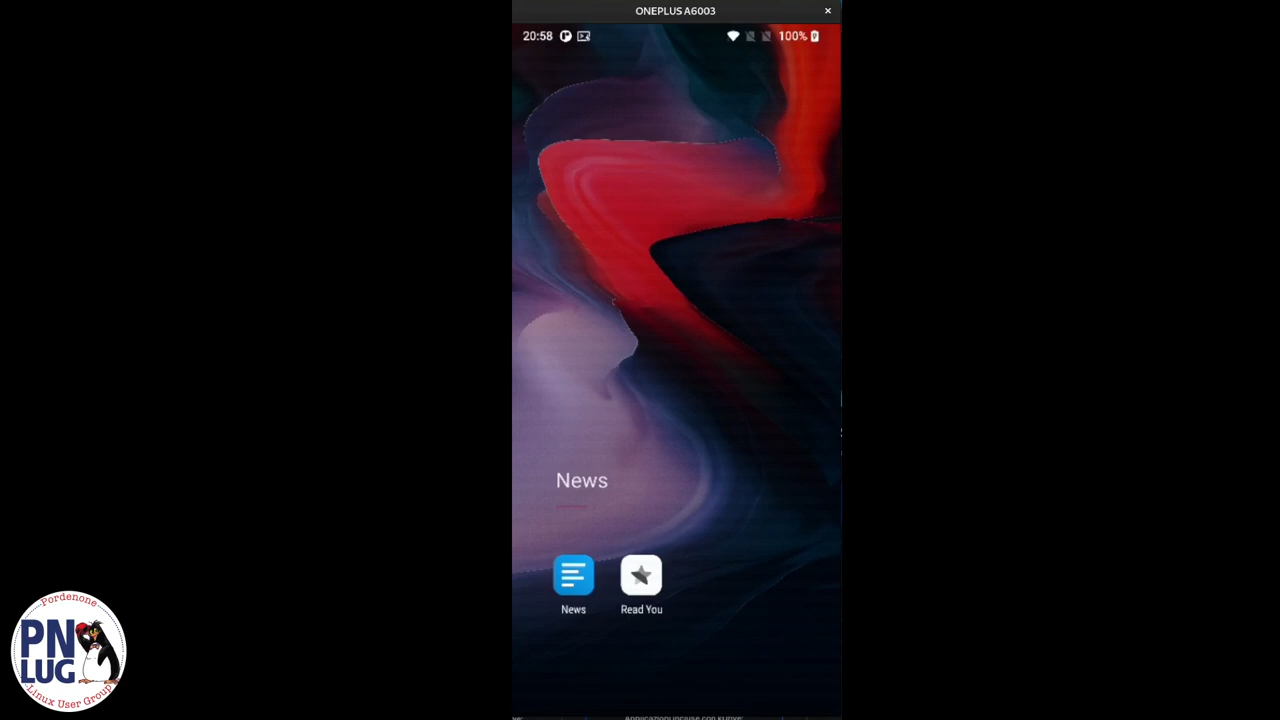 ONEPLUS A6003
20:58
100%
News
News
Read You
Pordenone
PN
LUG
Linux User Group